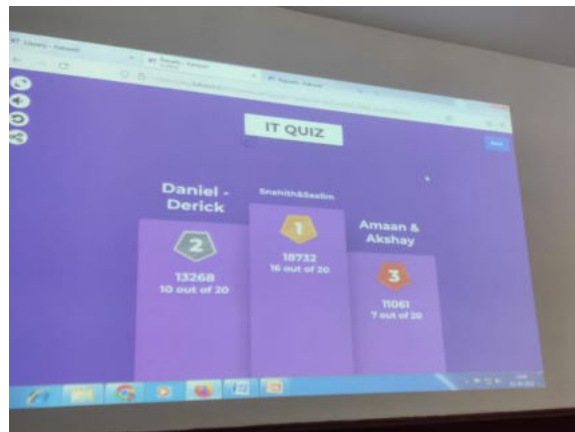 IT QUIZ
Daniel -
Derick
2
13268
10 out of 20
Snehith&Saalim
1
18732
16 out of 20
Amaan &
Akshay
3
11061
7 out of 20